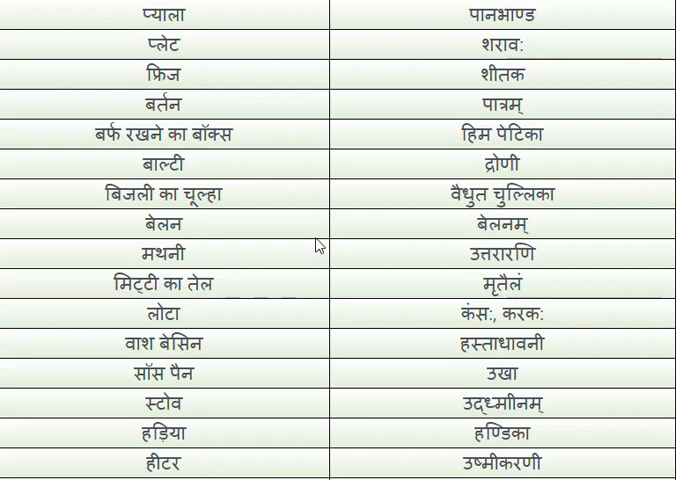 प्याला पानभाण्ड
प्लेट शराव:
फ्रिज शीतक
बर्तन पात्रम्
बर्फ रखने का बॉक्स हिम पेटिका
बाल्टी द्रोणी
बिजली का चूल्हा वैधुत चुल्लिका
बेलन बेलनम्
मथनी उत्तरारणि
मिट्टी का तेल मृतैलं
लोटा कंस:, करक:
वाश बेसिन हस्ताधावनी
सॉस पैन उखा
स्टोव उद्ध्माीनम्
हड़िया हण्डिका
हीटर उष्मीकरणी